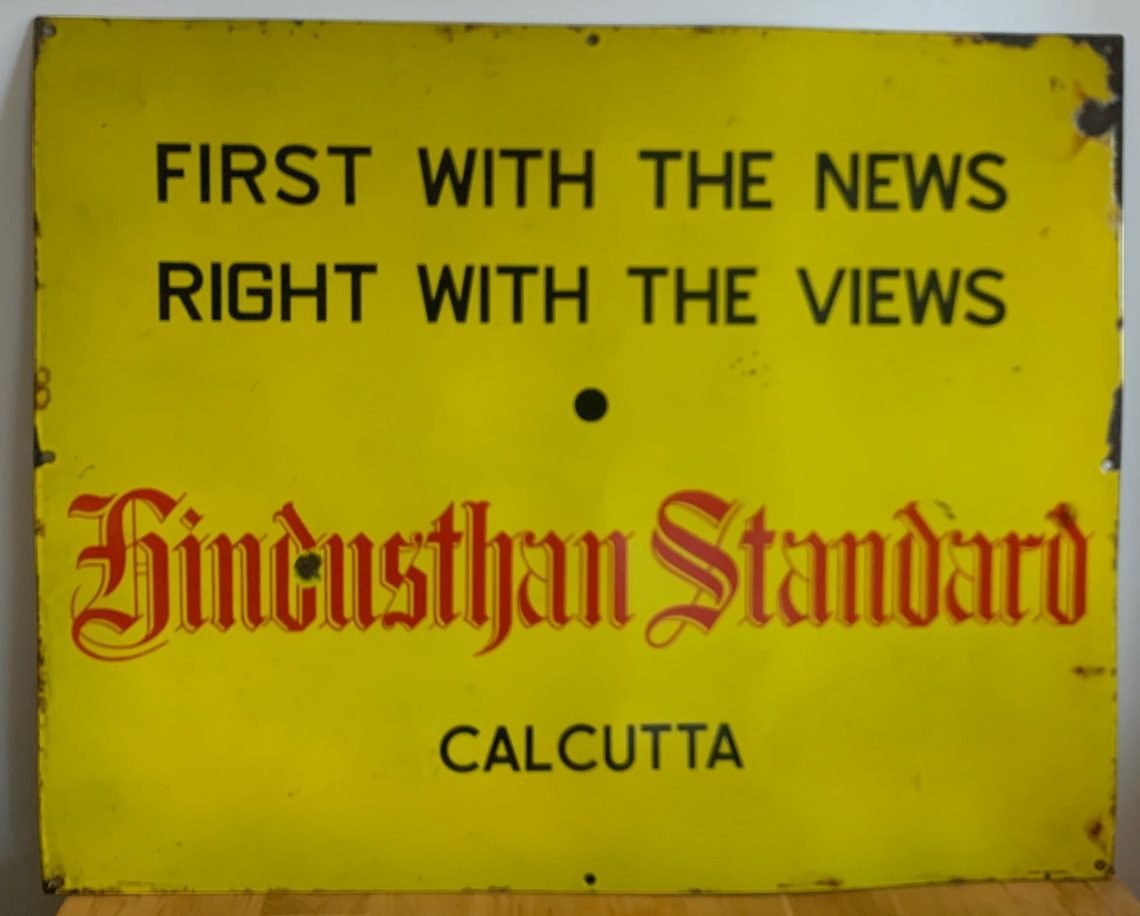 FIRST WITH THE NEWS
RIGHT WITH THE VIEWS
Hindusthan Standard
CALCUTTA